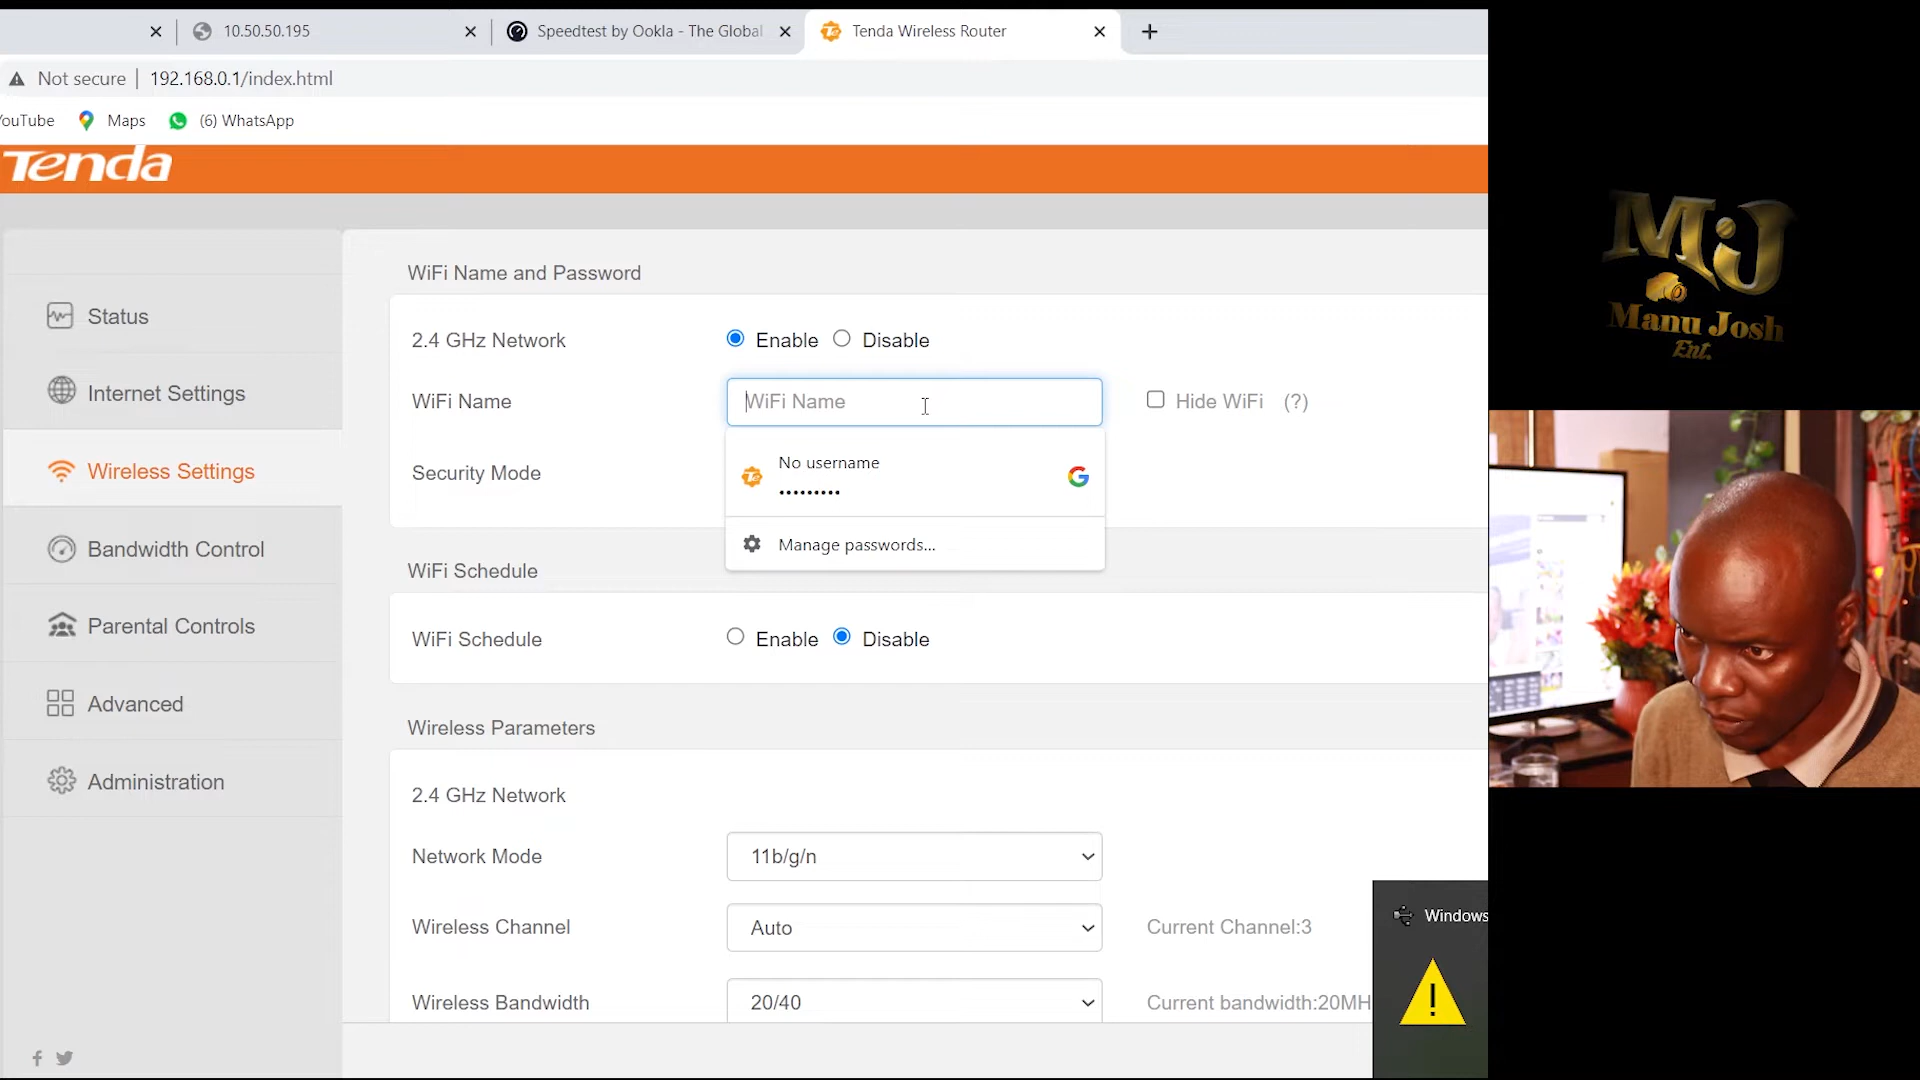 10.50.50.195
Speedtest by Ookla - The Global
Tenda Wireless Router
Not secure
192.168.0.1/index.html
YouTube
Maps
(6) WhatsApp
Tenda
Status
Internet Settings
Wireless Settings
Bandwidth Control
Parental Controls
Advanced
Administration
WiFi Name and Password
2.4 GHz Network
Enable
Disable
WiFi Name
WiFi Name
Hide WiFi (?)
Security Mode
No username
•••••••••
Manage passwords...
WiFi Schedule
WiFi Schedule
Enable
Disable
Wireless Parameters
2.4 GHz Network
Network Mode
11b/g/n
Wireless Channel
Auto
Current Channel:3
Wireless Bandwidth
20/40
Current bandwidth:20MH
Windows
MJ
Manu Josh
Ent.